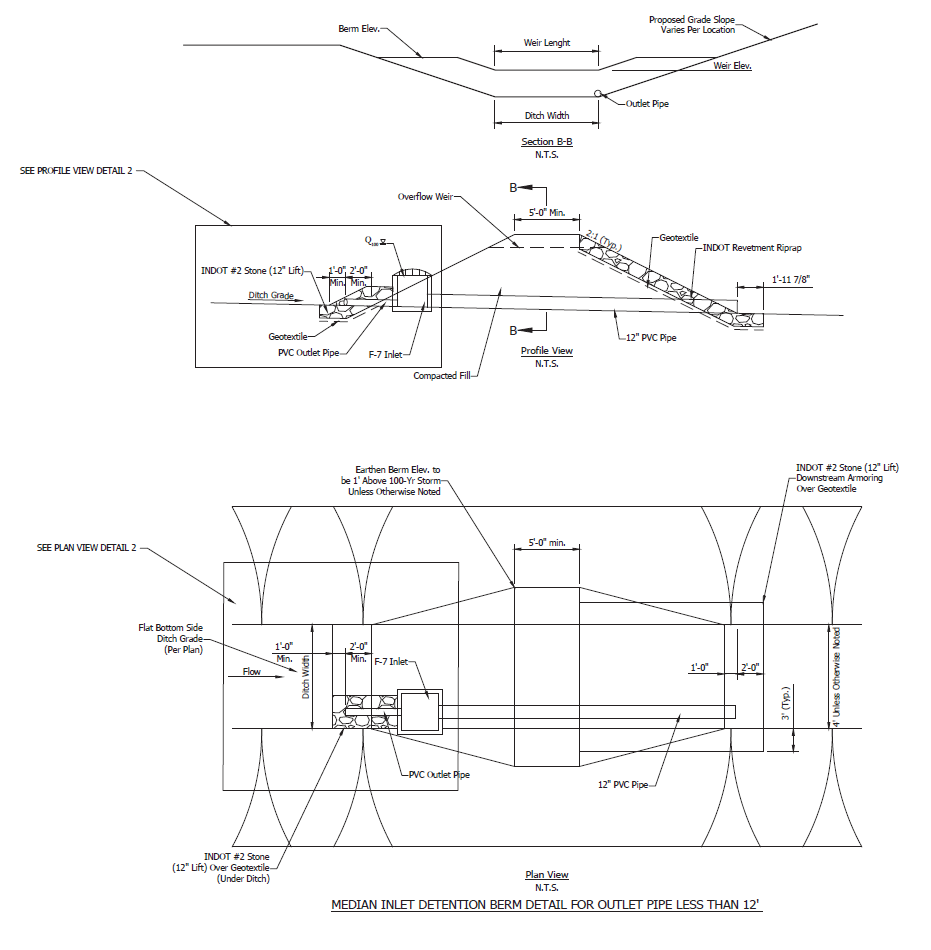 Proposed Grade Slope
Varies Per Location
Berm Elev.
Weir Lenght
Weir Elev.
Outlet Pipe
Ditch Width
Section B-B
N.T.S.
SEE PROFILE VIEW DETAIL 2
B
Overflow Weir
5'-0" Min.
2:1 (Typ.)
Geotextile
INDOT Revetment Riprap
Q100
INDOT #2 Stone (12" Lift)
1'-0"
Min.
2'-0"
Min.
1'-11 7/8"
Ditch Grade
Geotextile
PVC Outlet Pipe
F-7 Inlet
B
12" PVC Pipe
Profile View
N.T.S.
Compacted Fill
Earthen Berm Elev. to
be 1' Above 100-Yr Storm
Unless Otherwise Noted
INDOT #2 Stone (12" Lift)
Downstream Armoring
Over Geotextile
SEE PLAN VIEW DETAIL 2
5'-0" min.
Flat Bottom Side
Ditch Grade
(Per Plan)
1'-0"
Min.
2'-0"
Min.
F-7 Inlet
Flow
Ditch Width
1'-0"
2'-0"
3' (Typ.)
4' Unless Otherwise Noted
PVC Outlet Pipe
12" PVC Pipe
INDOT #2 Stone
(12" Lift) Over Geotextile
(Under Ditch)
Plan View
N.T.S.
MEDIAN INLET DETENTION BERM DETAIL FOR OUTLET PIPE LESS THAN 12'